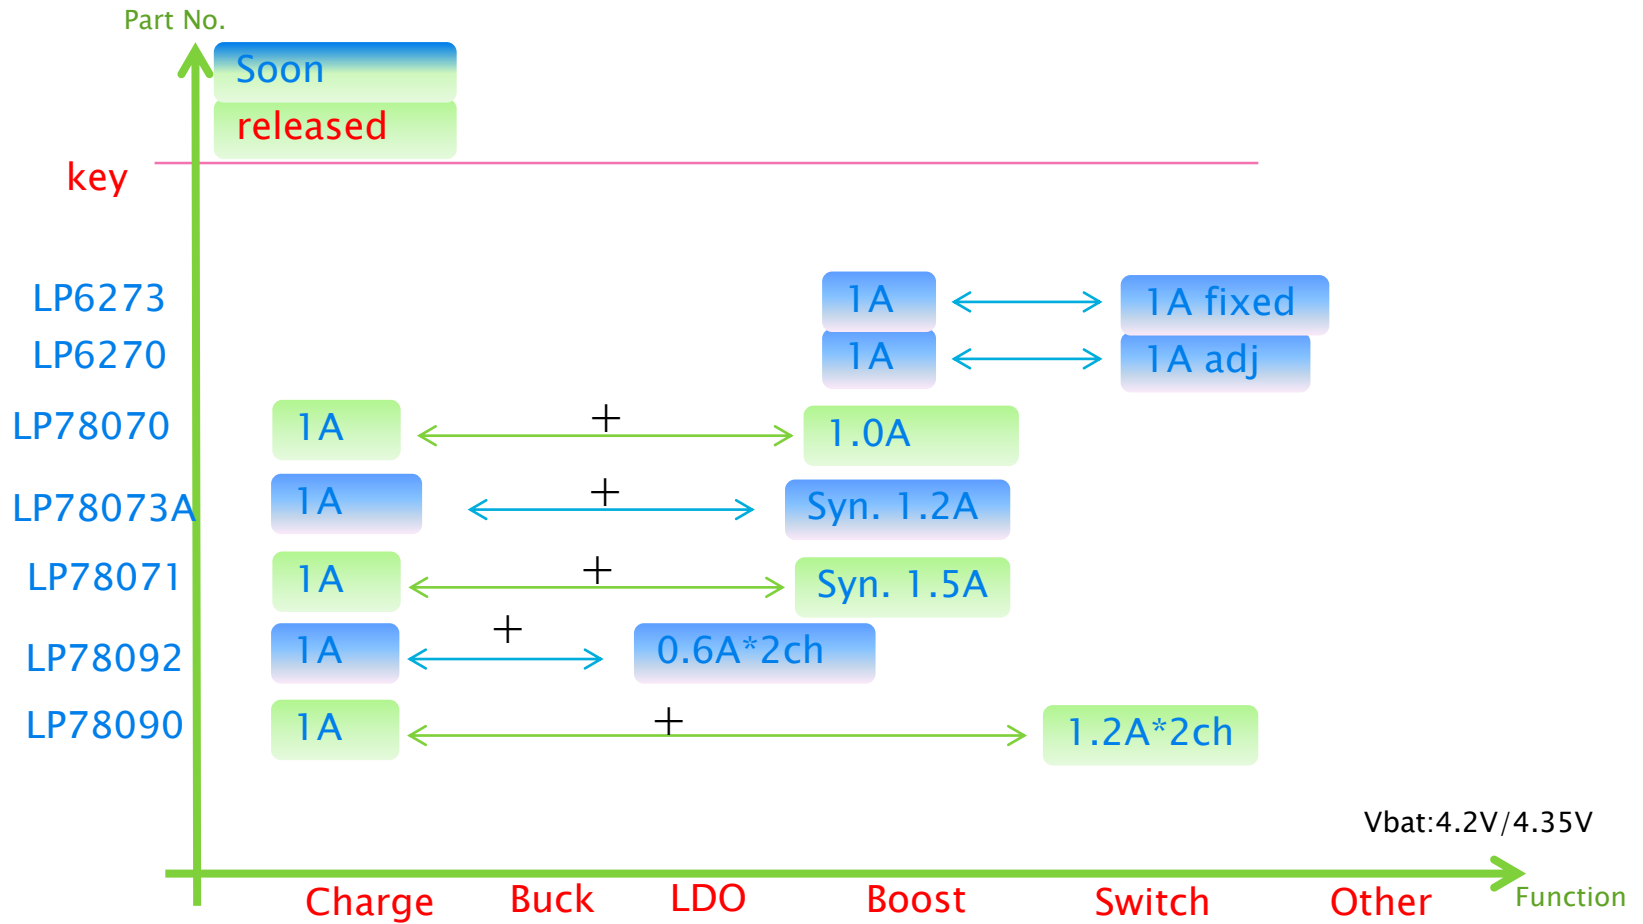 Part No.
Soon
released
key
LP6273 1A 1A fixed
LP6270 1A 1A adj
LP78070 1A + 1.0A
LP78073A 1A + Syn. 1.2A
LP78071 1A + Syn. 1.5A
LP78092 1A + 0.6A*2ch
LP78090 1A + 1.2A*2ch
Vbat:4.2V/4.35V
Charge Buck LDO Boost Switch Other Function